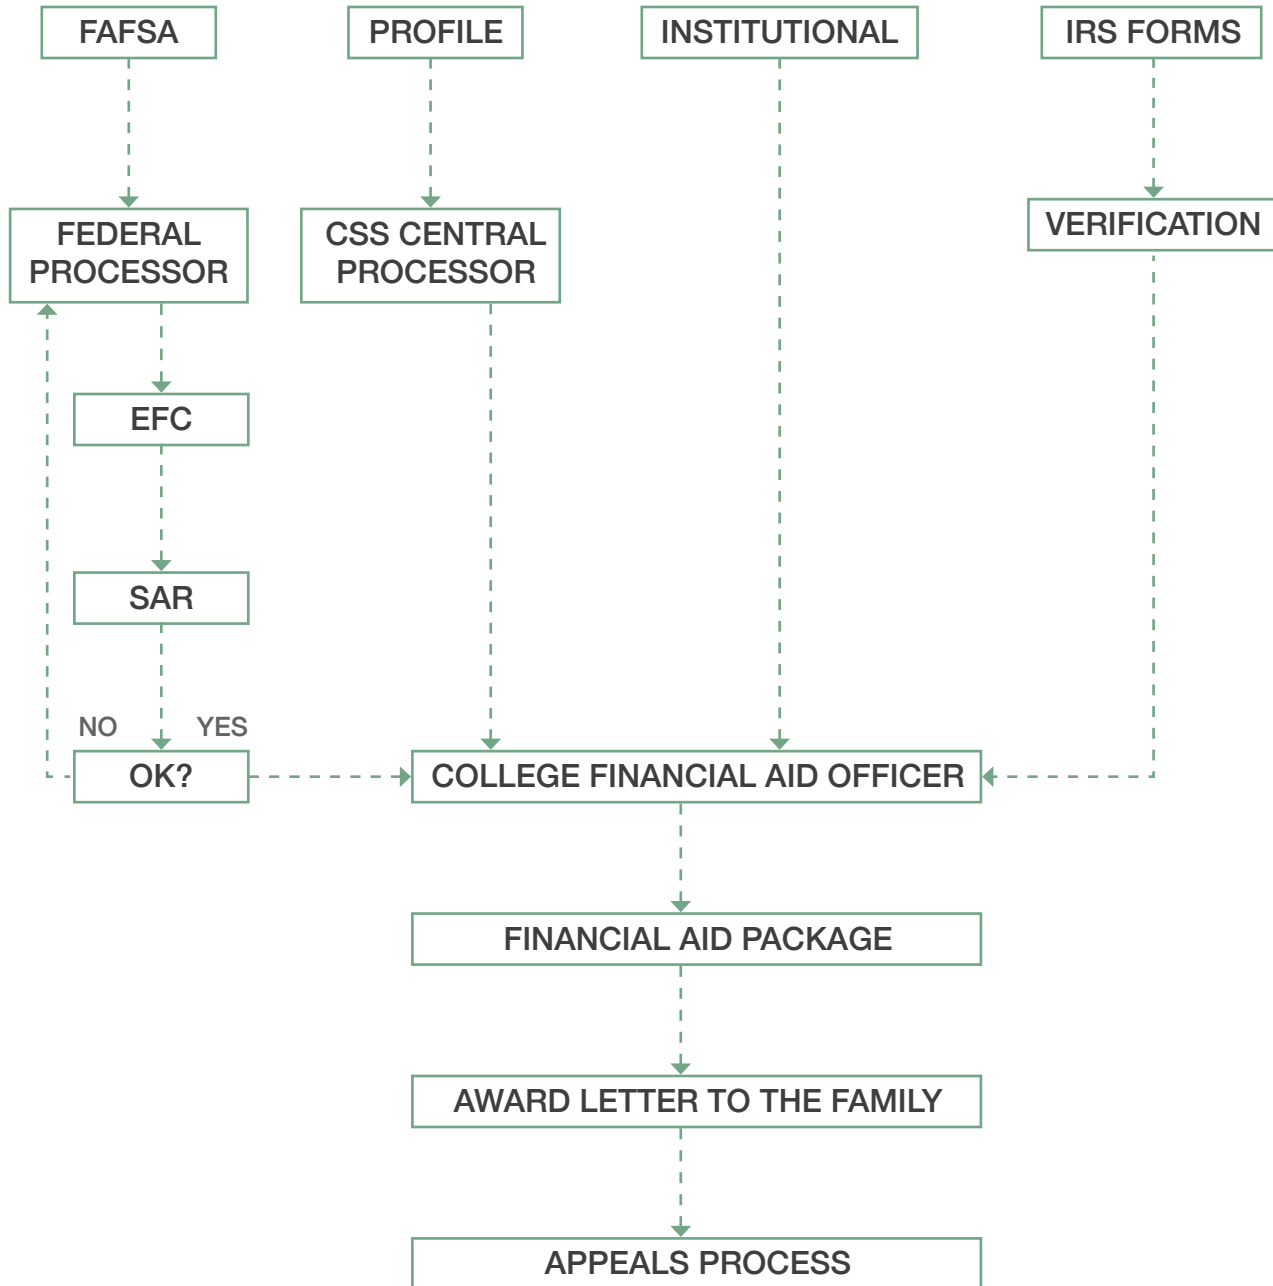 FAFSA
PROFILE
INSTITUTIONAL
IRS FORMS
FEDERAL
PROCESSOR
CSS CENTRAL
PROCESSOR
VERIFICATION
EFC
SAR
NO
YES
OK?
COLLEGE FINANCIAL AID OFFICER
FINANCIAL AID PACKAGE
AWARD LETTER TO THE FAMILY
APPEALS PROCESS